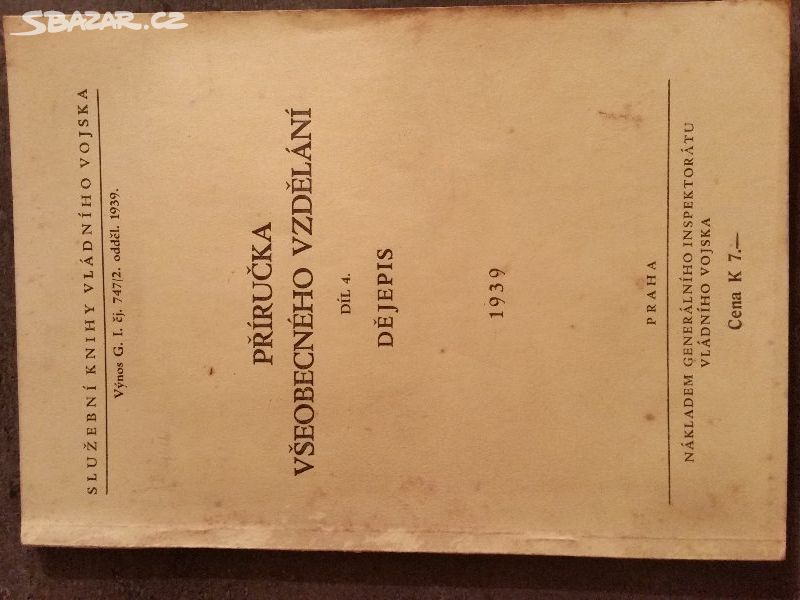 SBAZAR.CZ
SLUŽEBNÍ KNIHY VLÁDNÍHO VOJSKA
Výnos G. I. čj. 747/2. odděl. 1939.
PŘÍRUČKA
VŠEOBECNÉHO VZDĚLÁNÍ
DÍL 4.
DĚJEPIS
1939
PRAHA
NÁKLADEM GENERÁLNÍHO INSPEKTORÁTU
VLÁDNÍHO VOJSKA
Cena K 7.—